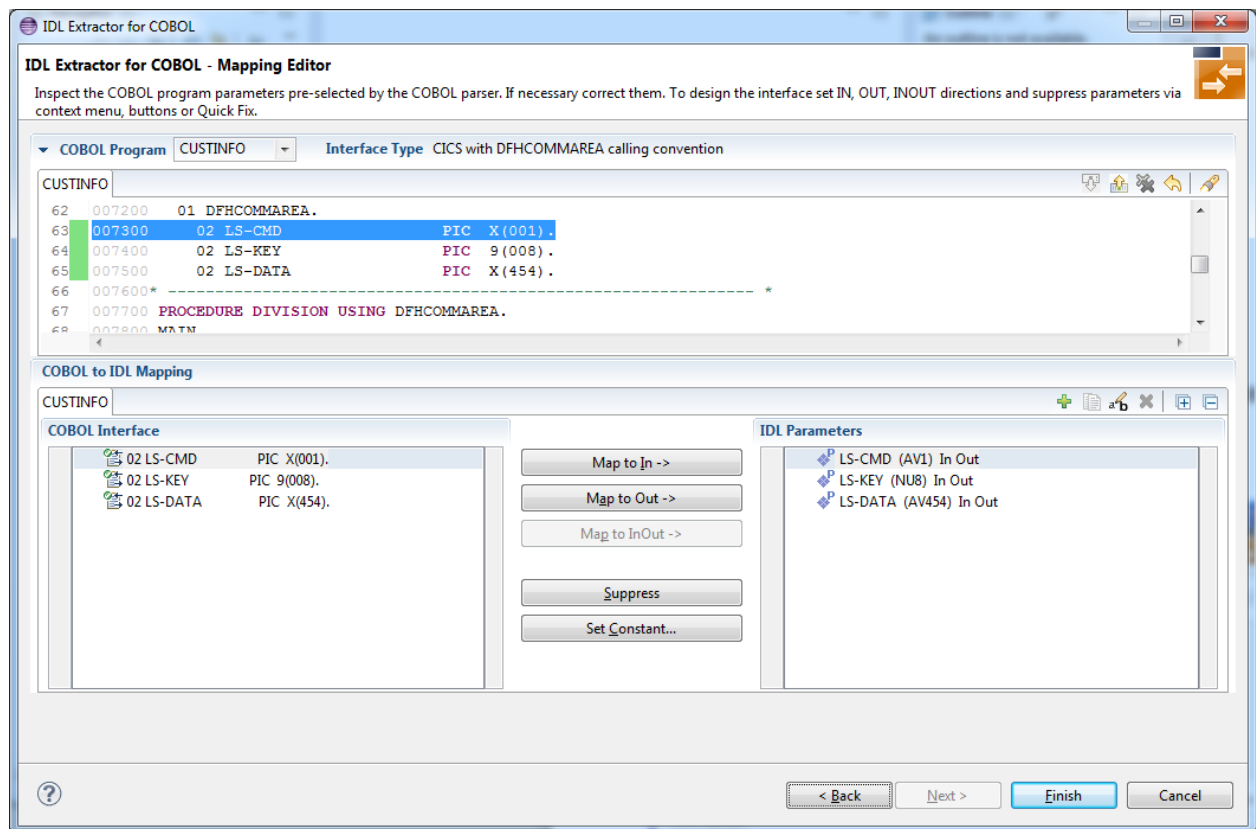 IDL Extractor for COBOL
IDL Extractor for COBOL - Mapping Editor
Inspect the COBOL program parameters pre-selected by the COBOL parser. If necessary correct them. To design the interface set IN, OUT, INOUT directions and suppress parameters via
context menu, buttons or Quick Fix.
COBOL Program CUSTINFO Interface Type CICS with DFHCOMMAREA calling convention
CUSTINFO
62 007200 01 DFHCOMMAREA.
63 007300 02 LS-CMD PIC X(001).
64 007400 02 LS-KEY PIC 9(008).
65 007500 02 LS-DATA PIC X(454).
66 007600* -------------------------------------------------------------- *
67 007700 PROCEDURE DIVISION USING DFHCOMMAREA.
68 007800 MAIN
COBOL to IDL Mapping
CUSTINFO
COBOL Interface
02 LS-CMD PIC X(001).
02 LS-KEY PIC 9(008).
02 LS-DATA PIC X(454).
Map to In ->
Map to Out ->
Map to InOut ->
Suppress
Set Constant...
IDL Parameters
LS-CMD (AV1) In Out
LS-KEY (NU8) In Out
LS-DATA (AV454) In Out
< Back Next > Finish Cancel